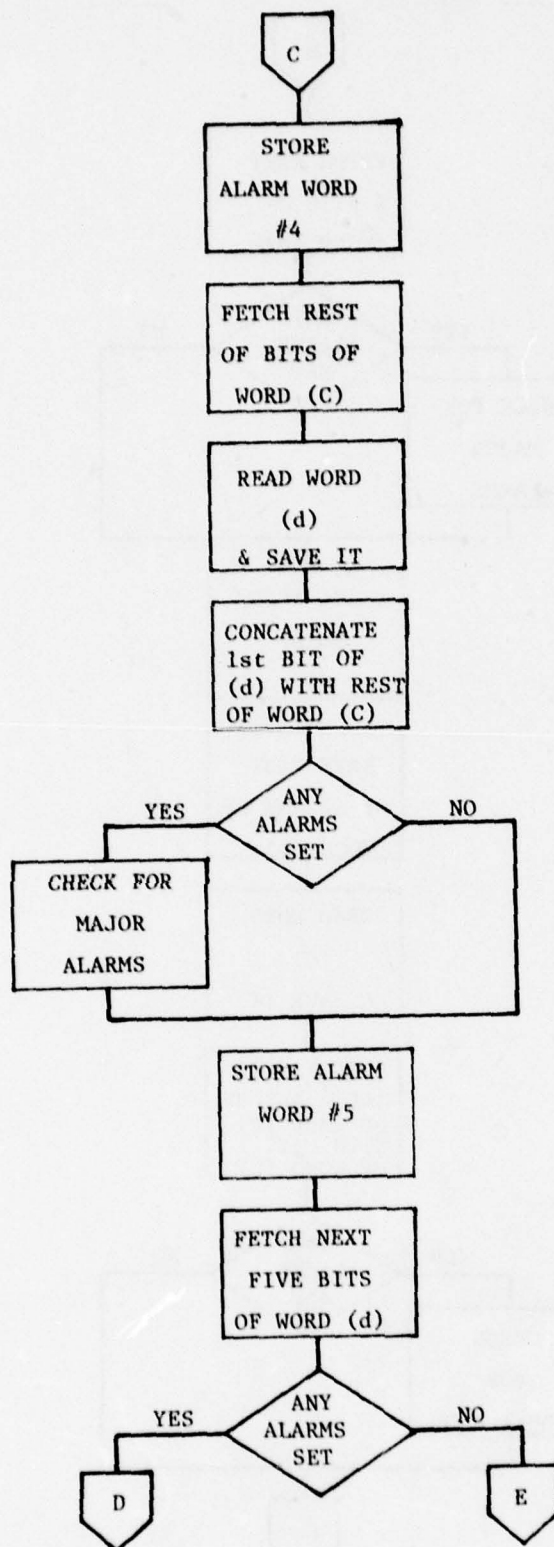 C
STORE
ALARM WORD
#4
FETCH REST
OF BITS OF
WORD (C)
READ WORD
(d)
& SAVE IT
CONCATENATE
1st BIT OF
(d) WITH REST
OF WORD (C)
YES
ANY
ALARMS
SET
NO
CHECK FOR
MAJOR
ALARMS
STORE ALARM
WORD #5
FETCH NEXT
FIVE BITS
OF WORD (d)
YES
ANY
ALARMS
SET
NO
D
E